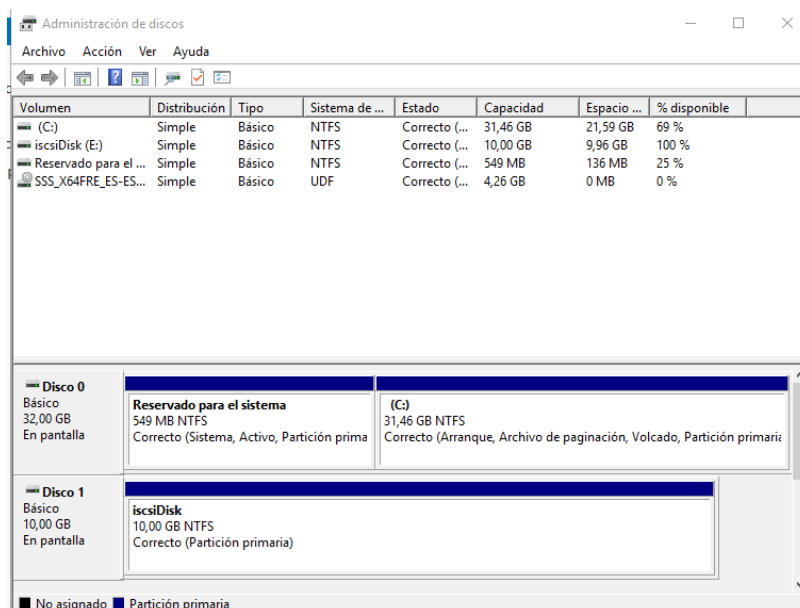 Administración de discos
Archivo Acción Ver Ayuda
Volumen Distribución Tipo Sistema de ... Estado Capacidad Espacio ... % disponible
(C:) Simple Básico NTFS Correcto (... 31,46 GB 21,59 GB 69 %
iscsiDisk (E:) Simple Básico NTFS Correcto (... 10,00 GB 9,96 GB 100 %
Reservado para el ... Simple Básico NTFS Correcto (... 549 MB 136 MB 25 %
SSS_X64FRE_ES-ES... Simple Básico UDF Correcto (... 4,26 GB 0 MB 0 %
Disco 0
Básico
32,00 GB
En pantalla
Reservado para el sistema
549 MB NTFS
Correcto (Sistema, Activo, Partición prima
(C:)
31,46 GB NTFS
Correcto (Arranque, Archivo de paginación, Volcado, Partición primaria
Disco 1
Básico
10,00 GB
En pantalla
iscsiDisk
10,00 GB NTFS
Correcto (Partición primaria)
No asignado Partición primaria